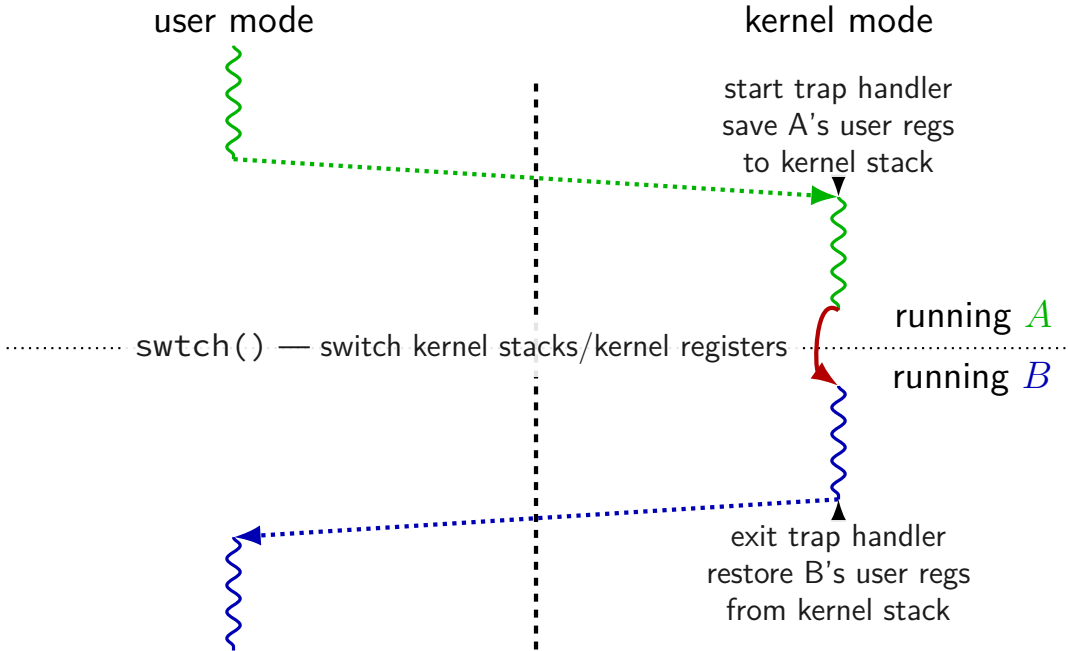 user mode
kernel mode
start trap handler
save A's user regs
to kernel stack
running A
swtch() — switch kernel stacks/kernel registers
running B
exit trap handler
restore B's user regs
from kernel stack